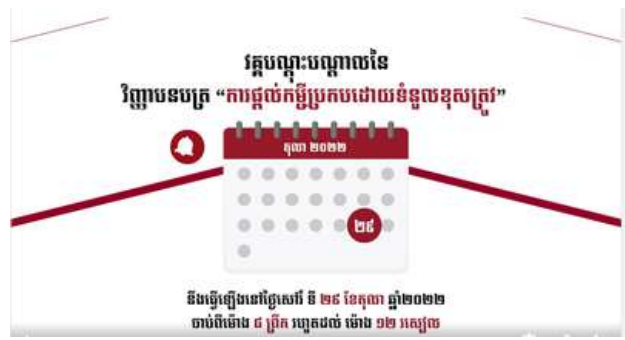 វគ្គបណ្តុះបណ្តាលនៃ
វិញ្ញាបនបត្រ “ការផ្តល់កម្ចីប្រកបដោយទំនួលខុសត្រូវ”
តុលា ២០២២
២៩
នឹងធ្វើឡើងនៅថ្ងៃសៅរ៍ ទី ២៩ ខែតុលា ឆ្នាំ២០២២
ចាប់ពីម៉ោង ៨ ព្រឹក រហូតដល់ ម៉ោង ១២ រសៀល